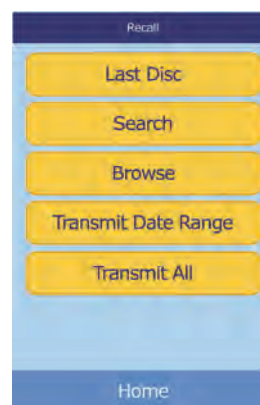 Recall
Last Disc
Search
Browse
Transmit Date Range
Transmit All
Home